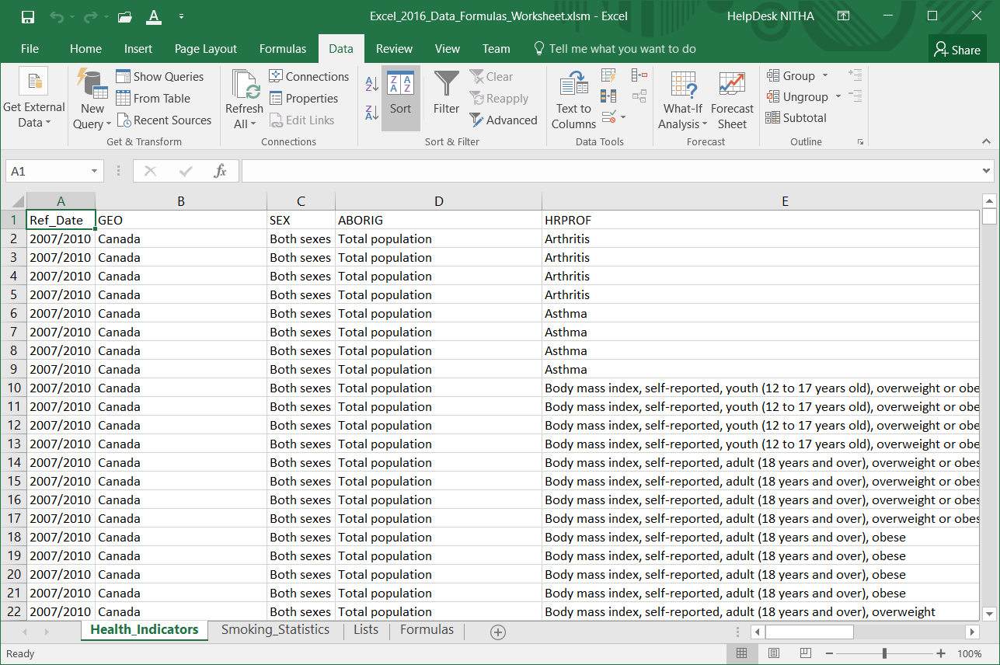 Excel_2016_Data_Formulas_Worksheet.xlsm - Excel HelpDesk NITHA
File Home Insert Page Layout Formulas Data Review View Team Tell me what you want to do Share
Get External Data
New Query
Show Queries
From Table
Recent Sources
Get & Transform
Refresh All
Connections
Properties
Edit Links
Connections
Sort
Filter
Clear
Reapply
Advanced
Sort & Filter
Text to Columns
Data Tools
What-If Analysis
Forecast Sheet
Forecast
Group
Ungroup
Subtotal
Outline
A1 fx
A B C D E
1 Ref_Date GEO SEX ABORIG HRPROF
2 2007/2010 Canada Both sexes Total population Arthritis
3 2007/2010 Canada Both sexes Total population Arthritis
4 2007/2010 Canada Both sexes Total population Arthritis
5 2007/2010 Canada Both sexes Total population Arthritis
6 2007/2010 Canada Both sexes Total population Asthma
7 2007/2010 Canada Both sexes Total population Asthma
8 2007/2010 Canada Both sexes Total population Asthma
9 2007/2010 Canada Both sexes Total population Asthma
10 2007/2010 Canada Both sexes Total population Body mass index, self-reported, youth (12 to 17 years old), overweight or obe
11 2007/2010 Canada Both sexes Total population Body mass index, self-reported, youth (12 to 17 years old), overweight or obe
12 2007/2010 Canada Both sexes Total population Body mass index, self-reported, youth (12 to 17 years old), overweight or obe
13 2007/2010 Canada Both sexes Total population Body mass index, self-reported, youth (12 to 17 years old), overweight or obe
14 2007/2010 Canada Both sexes Total population Body mass index, self-reported, adult (18 years and over), overweight or obes
15 2007/2010 Canada Both sexes Total population Body mass index, self-reported, adult (18 years and over), overweight or obes
16 2007/2010 Canada Both sexes Total population Body mass index, self-reported, adult (18 years and over), overweight or obes
17 2007/2010 Canada Both sexes Total population Body mass index, self-reported, adult (18 years and over), overweight or obes
18 2007/2010 Canada Both sexes Total population Body mass index, self-reported, adult (18 years and over), obese
19 2007/2010 Canada Both sexes Total population Body mass index, self-reported, adult (18 years and over), obese
20 2007/2010 Canada Both sexes Total population Body mass index, self-reported, adult (18 years and over), obese
21 2007/2010 Canada Both sexes Total population Body mass index, self-reported, adult (18 years and over), obese
22 2007/2010 Canada Both sexes Total population Body mass index, self-reported, adult (18 years and over), overweight
Health_Indicators Smoking_Statistics Lists Formulas
Ready 100%